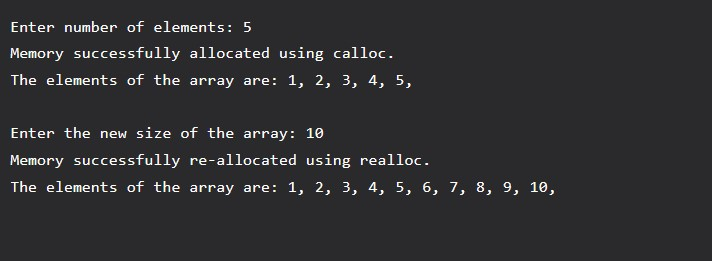 Enter number of elements: 5
Memory successfully allocated using calloc.
The elements of the array are: 1, 2, 3, 4, 5,
Enter the new size of the array: 10
Memory successfully re-allocated using realloc.
The elements of the array are: 1, 2, 3, 4, 5, 6, 7, 8, 9, 10,